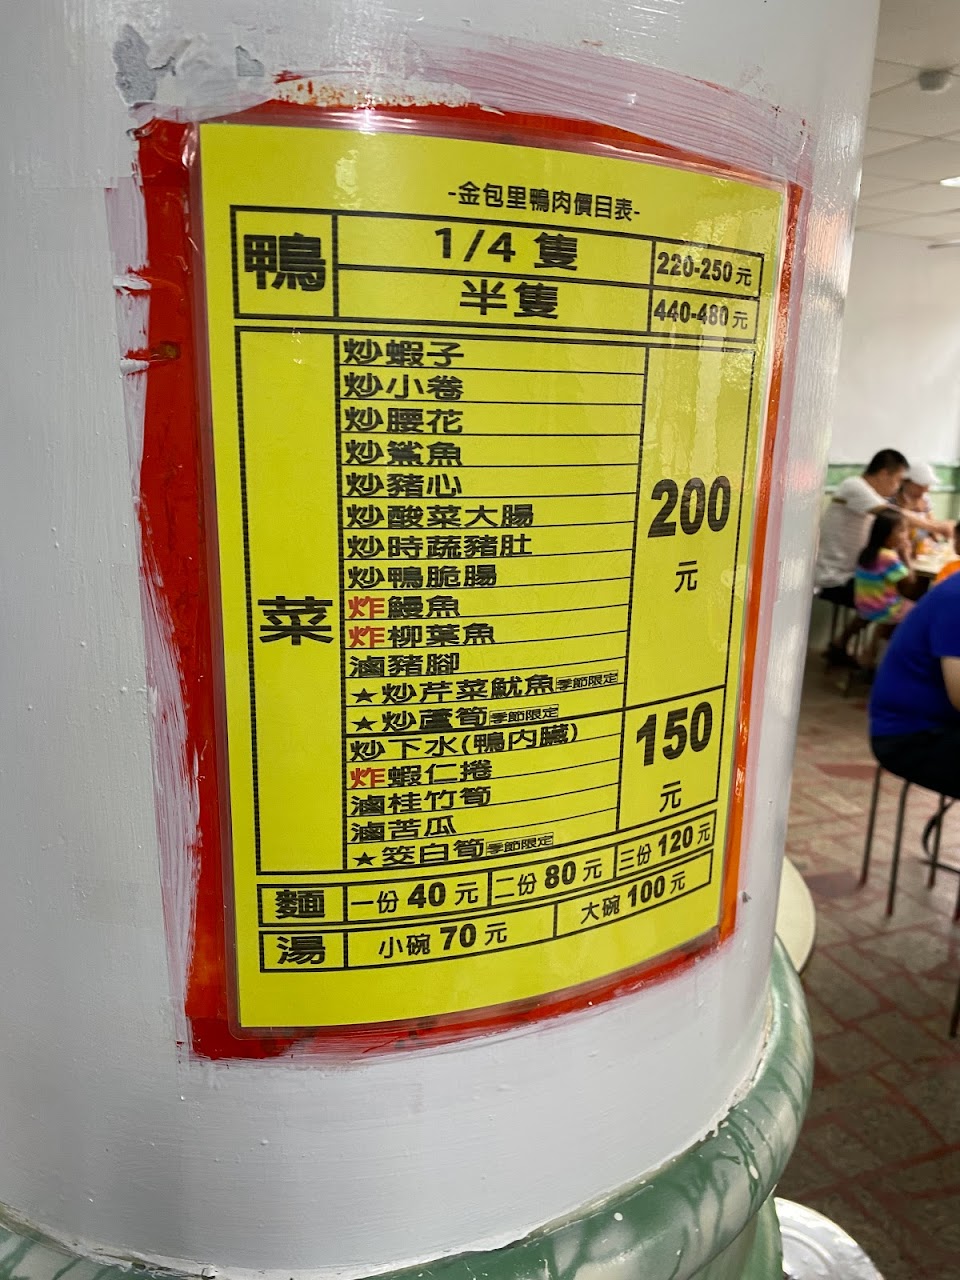 -金包里鴨肉價目表-
鴨
1/4 隻 220-250 元
半隻 440-480 元
菜
炒蝦子
炒小卷
炒腰花
炒鯊魚
炒豬心
炒酸菜大腸
炒時蔬豬肚
炒鴨脆腸
炸鰻魚
炸柳葉魚
滷豬腳
★炒芹菜魷魚季節限定
★炒蘆筍季節限定
200
元
炒下水(鴨內臟)
炸蝦仁捲
滷桂竹筍
滷苦瓜
★筊白筍季節限定
150
元
麵 一份 40 元 二份 80 元 三份 120 元
湯 小碗 70 元 大碗 100 元